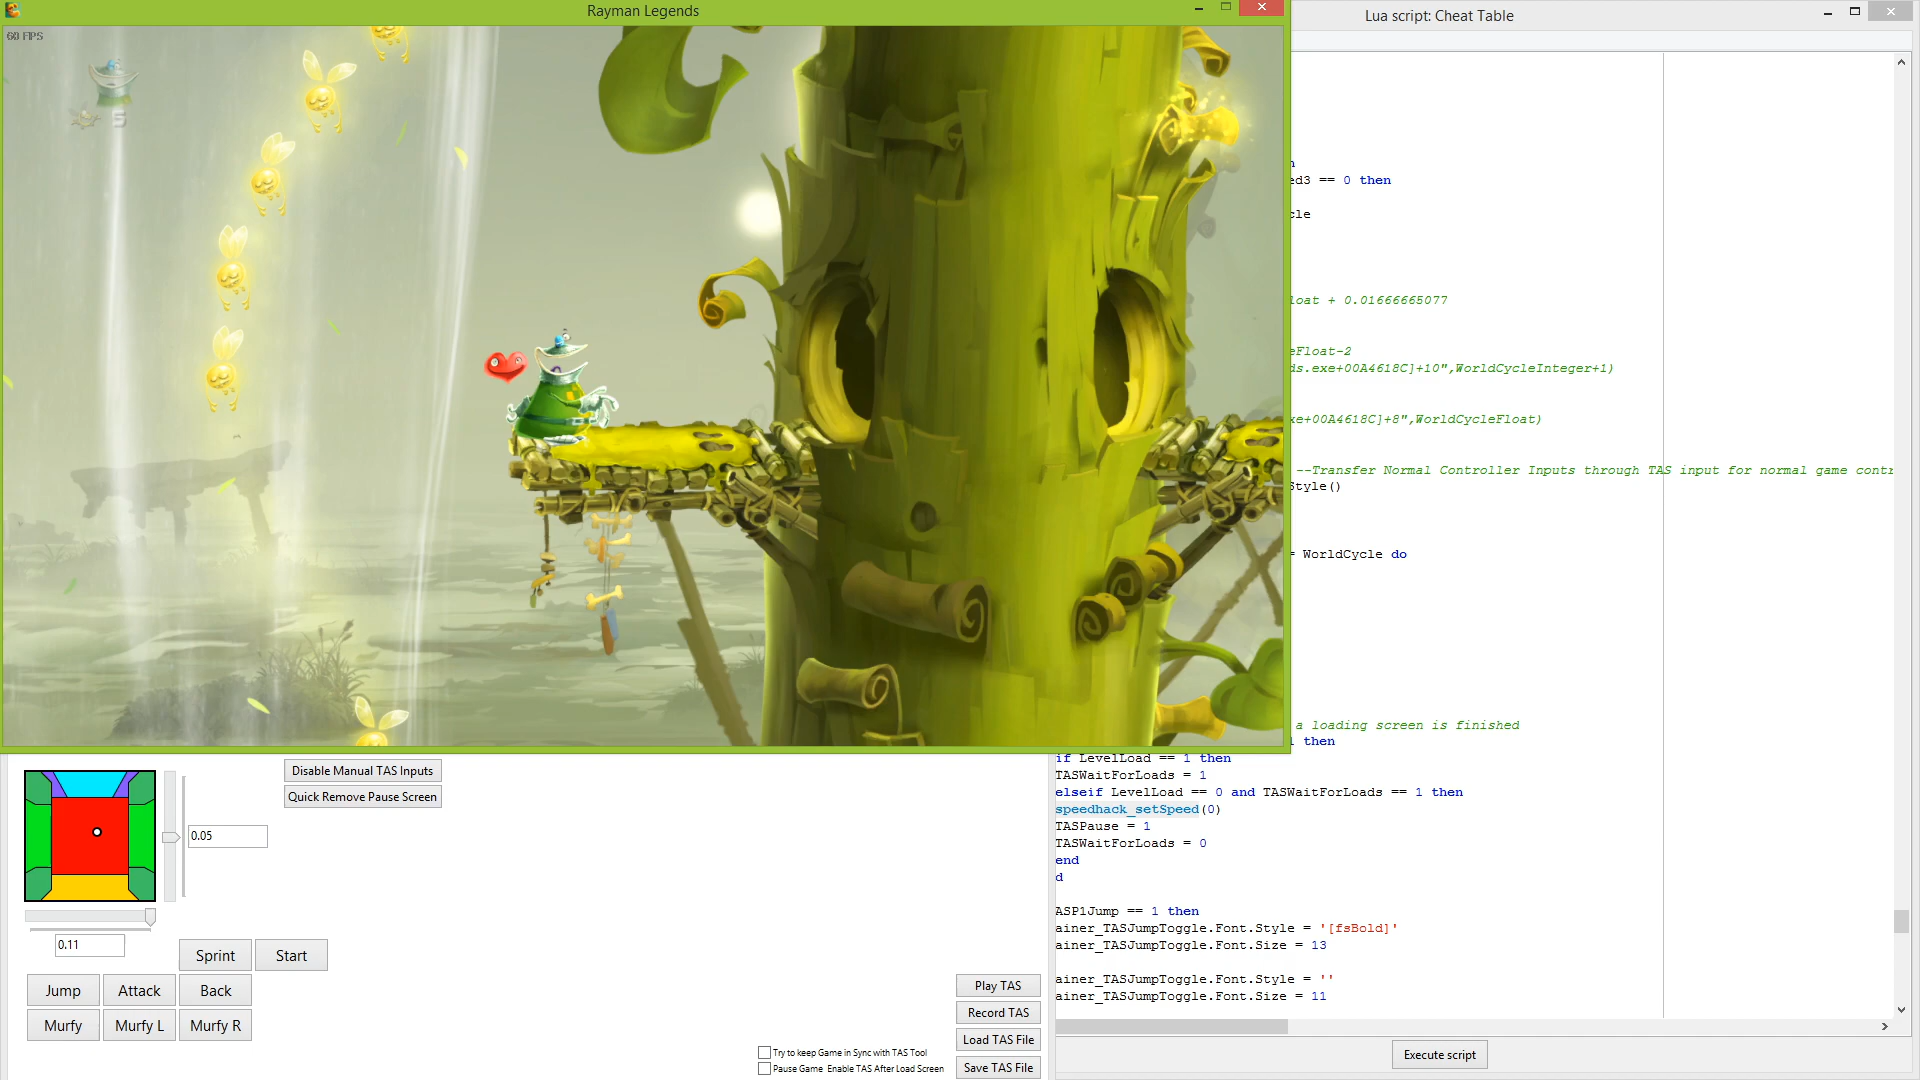 Rayman Legends
60 FPS
5
Lua script: Cheat Table
ed3 == 0 then
cle
loat + 0.01666665077
eFloat-2
ds.exe+00A4618C]+10",WorldCycleInteger+1)
xe+00A4618C]+8",WorldCycleFloat)
--Transfer Normal Controller Inputs through TAS input for normal game contr
Style()
= WorldCycle do
a loading screen is finished
1 then
if LevelLoad == 1 then
TASWaitForLoads = 1
elseif LevelLoad == 0 and TASWaitForLoads == 1 then
speedhack_setSpeed(0)
TASPause = 1
TASWaitForLoads = 0
end
d
ASP1Jump == 1 then
ainer_TASJumpToggle.Font.Style = '[fsBold]'
ainer_TASJumpToggle.Font.Size = 13
ainer_TASJumpToggle.Font.Style = ''
ainer_TASJumpToggle.Font.Size = 11
Execute script
Disable Manual TAS Inputs
Quick Remove Pause Screen
0.05
0.11
Sprint
Start
Jump
Attack
Back
Murfy
Murfy L
Murfy R
Play TAS
Record TAS
Load TAS File
Save TAS File
Try to keep Game in Sync with TAS Tool
Pause Game Enable TAS After Load Screen